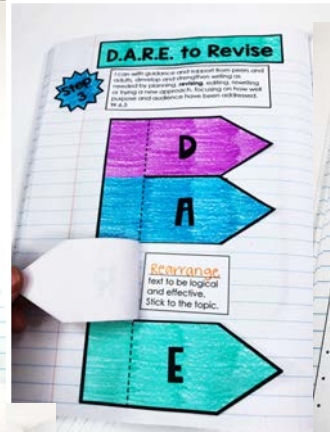 D.A.R.E. to Revise
Step
3
I can with guidance and support from peers and
adults, develop and strengthen writing as
needed by planning, revising, editing, rewriting
or trying a new approach, focusing on how well
purpose and audience have been addressed.
D
A
Rearrange
text to be logical
and effective.
Stick to the topic.
E